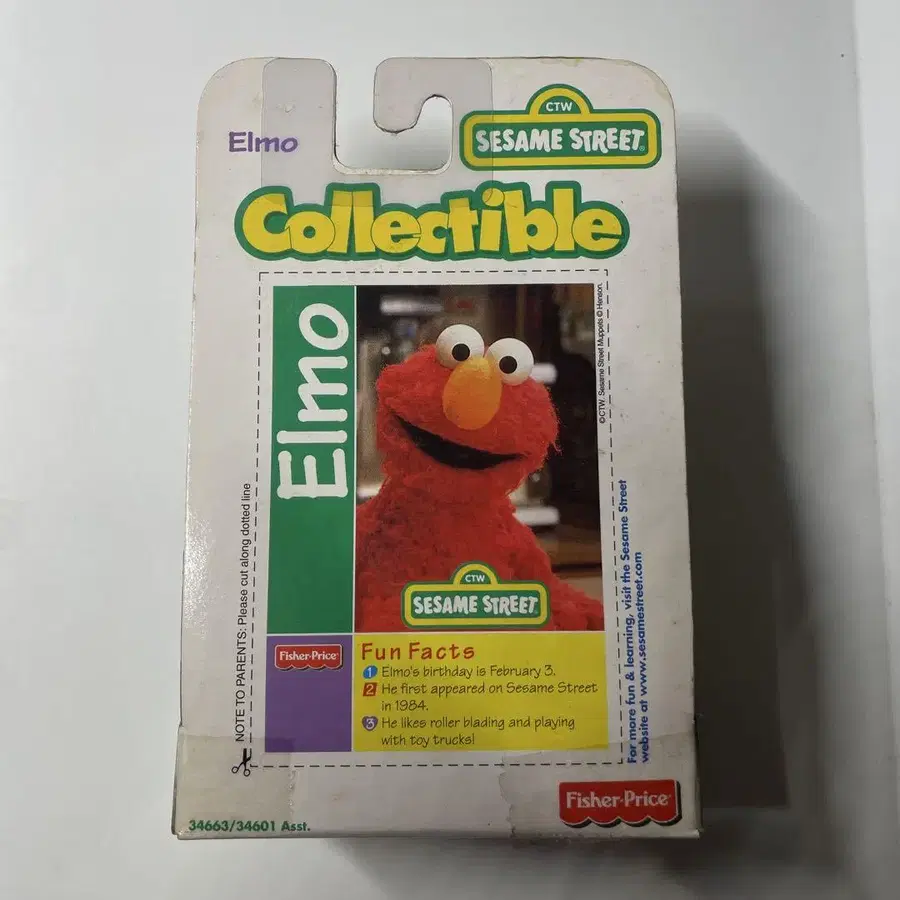 Elmo
CTW
SESAME STREET
Collectible
Elmo
©CTW. Sesame Street Muppets © Henson.
CTW
SESAME STREET
Fisher-Price
Fun Facts
1 Elmo's birthday is February 3.
2 He first appeared on Sesame Street
in 1984.
3 He likes roller blading and playing
with toy trucks!
NOTE TO PARENTS: Please cut along dotted line
For more fun & learning, visit the Sesame Street
website at www.sesamestreet.com
Fisher-Price
34663/34601 Asst.